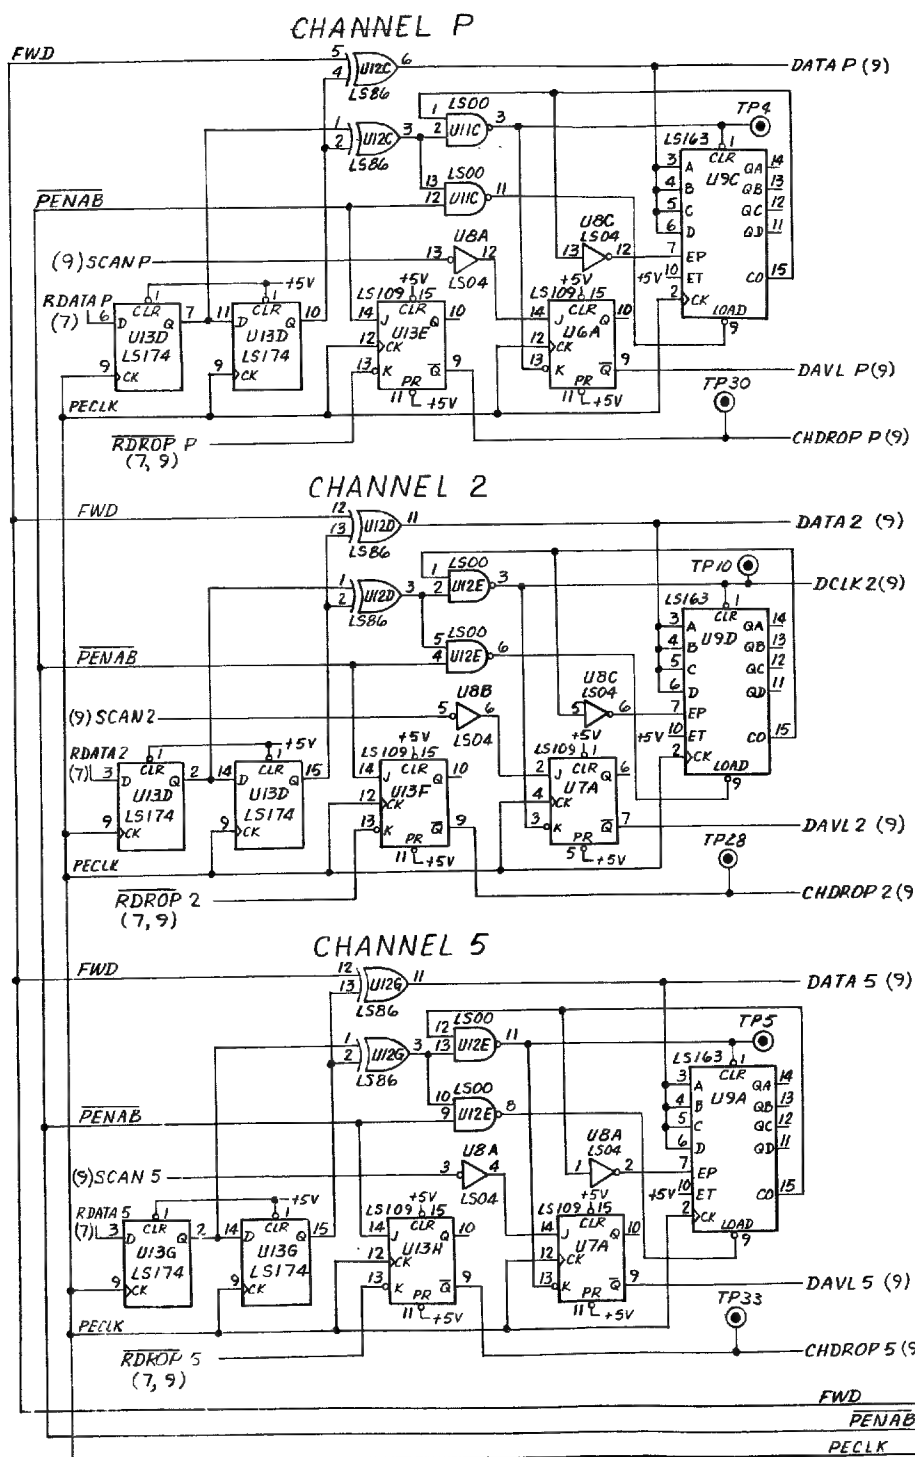 CHANNEL P
FWD
5
4
U12C
6
LS86
DATA P (9)
1
2
U12C
3
LS86
LS00
1
2
U11C
3
TP4
LS163
1
CLR
U9C
3 A QA 14
4 B QB 13
5 C QC 12
6 D QD 11
7 EP
+5V 10 ET CO 15
2 CK
LOAD
9
PENAB
LS00
13
12
U11C
11
(9) SCAN P
13
U8A
12
LS04
U8C
13
LS04
12
RDATA P
(7)
6 D Q 7
1
+5V
CLR
U13D
LS174
9 CK
11 D Q 10
1
CLR
U13D
LS174
9 CK
PECLK
+5V
LS109 15
CLR
14 J Q 10
U13E
12 CK
13 K Q 9
PR
11 +5V
+5V
LS109 15
CLR
14 J Q 10
U6A
12 CK
13 K Q 9
PR
11 +5V
DAVL P (9)
TP30
RDROP P
(7, 9)
CHDROP P (9)
CHANNEL 2
FWD
12
13
U12D
11
LS86
DATA 2 (9)
1
2
U12D
3
LS86
LS00
1
2
U12E
3
TP10
DCLK 2 (9)
LS163
1
CLR
U9D
3 A QA 14
4 B QB 13
5 C QC 12
6 D QD 11
7 EP
+5V 10 ET CO 15
2 CK
LOAD
9
PENAB
LS00
5
4
U12E
6
(9) SCAN 2
5
U8B
6
LS04
U8C
5
LS04
6
RDATA 2
(7)
3 D Q 2
1
+5V
CLR
U13D
LS174
9 CK
14 D Q 15
1
CLR
U13D
LS174
9 CK
PECLK
+5V
LS109 15
CLR
14 J Q 10
U13F
12 CK
13 K Q 9
PR
11 +5V
+5V
LS109 1
CLR
2 J Q 6
U7A
4 CK
3 K Q 7
PR
5 +5V
DAVL 2 (9)
TP28
RDROP 2
(7, 9)
CHDROP 2 (9
CHANNEL 5
FWD
12
13
U12G
11
LS86
DATA 5 (9)
1
2
U12G
3
LS86
LS00
12
13
U12E
11
TP5
LS163
1
CLR
U9A
3 A QA 14
4 B QB 13
5 C QC 12
6 D QD 11
7 EP
+5V 10 ET CO 15
2 CK
LOAD
9
PENAB
LS00
10
9
U12E
8
(9) SCAN 5
3
U8A
4
LS04
U8A
1
LS04
2
RDATA 5
(7)
3 D Q 2
1
+5V
CLR
U13G
LS174
9 CK
14 D Q 15
1
CLR
U13G
LS174
9 CK
PECLK
+5V
LS109 15
CLR
14 J Q 10
U13H
12 CK
13 K Q 9
PR
11 +5V
+5V
LS109 15
CLR
14 J Q 10
U7A
12 CK
13 K Q 9
PR
11 +5V
DAVL 5 (9)
TP33
RDROP 5
(7, 9)
CHDROP 5 (9
FWD
PENAB
PECLK